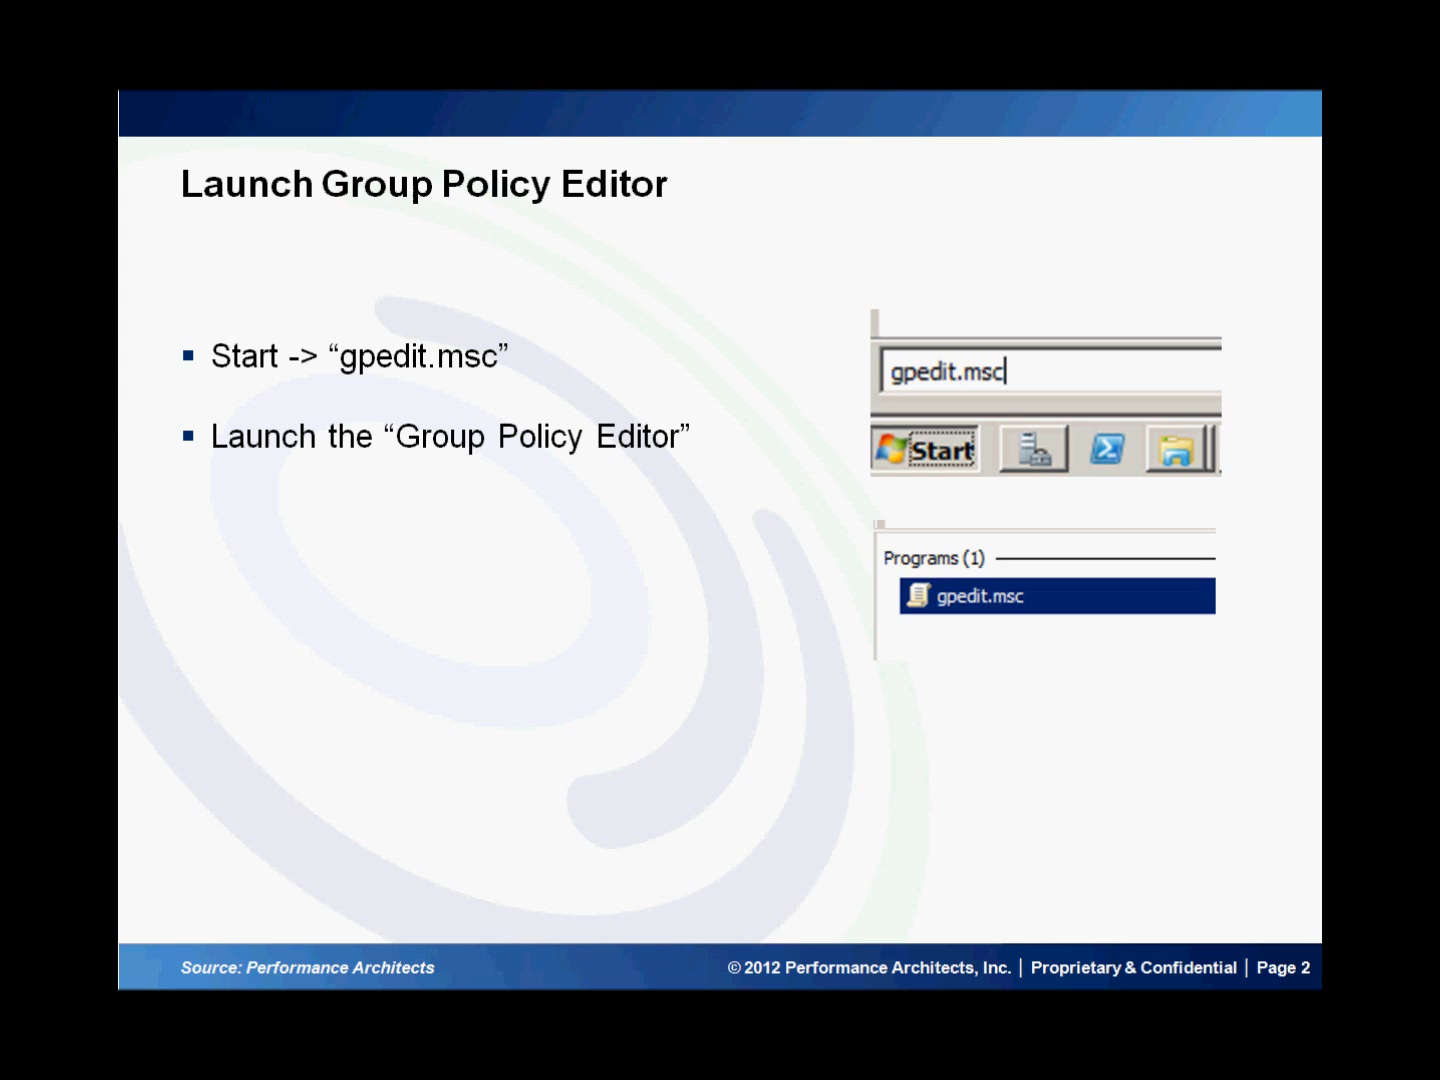 Launch Group Policy Editor
Start -> “gpedit.msc”
Launch the “Group Policy Editor”
gpedit.msc
Start
Programs (1)
gpedit.msc
Source: Performance Architects
© 2012 Performance Architects, Inc. | Proprietary & Confidential | Page 2